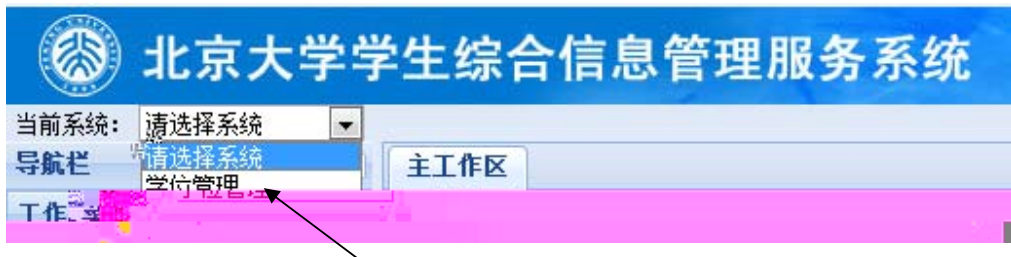 北京大学学生综合信息管理服务系统
当前系统： 请选择系统
请选择系统
导航栏 主工作区
学位管理
工作